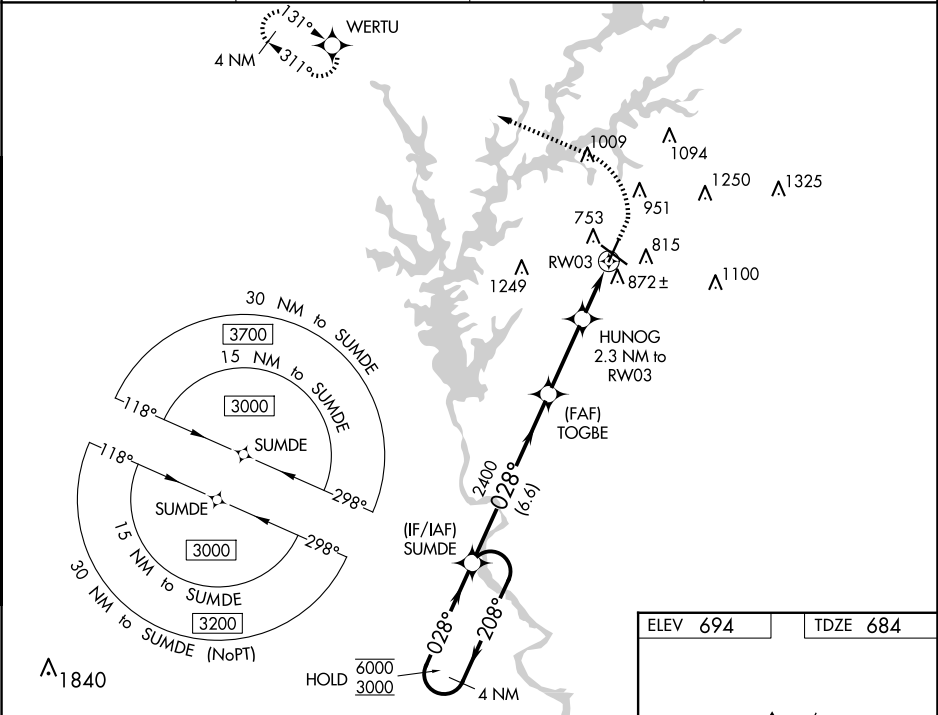 131°
WERTU
4 NM
311°
1009
1094
1250
1325
951
753
815
RW03
872±
1100
1249
HUNOG
2.3 NM to
RW03
30 NM to SUMDE
3700
15 NM to SUMDE
3000
118°
SUMDE
298°
(FAF)
TOGBE
118°
SUMDE
298°
3000
15 NM to SUMDE
3200
30 NM to SUMDE (NoPT)
2400
028°
(6.6)
(IF/IAF)
SUMDE
028°
208°
HOLD
6000
3000
4 NM
1840
ELEV 694
TDZE 684